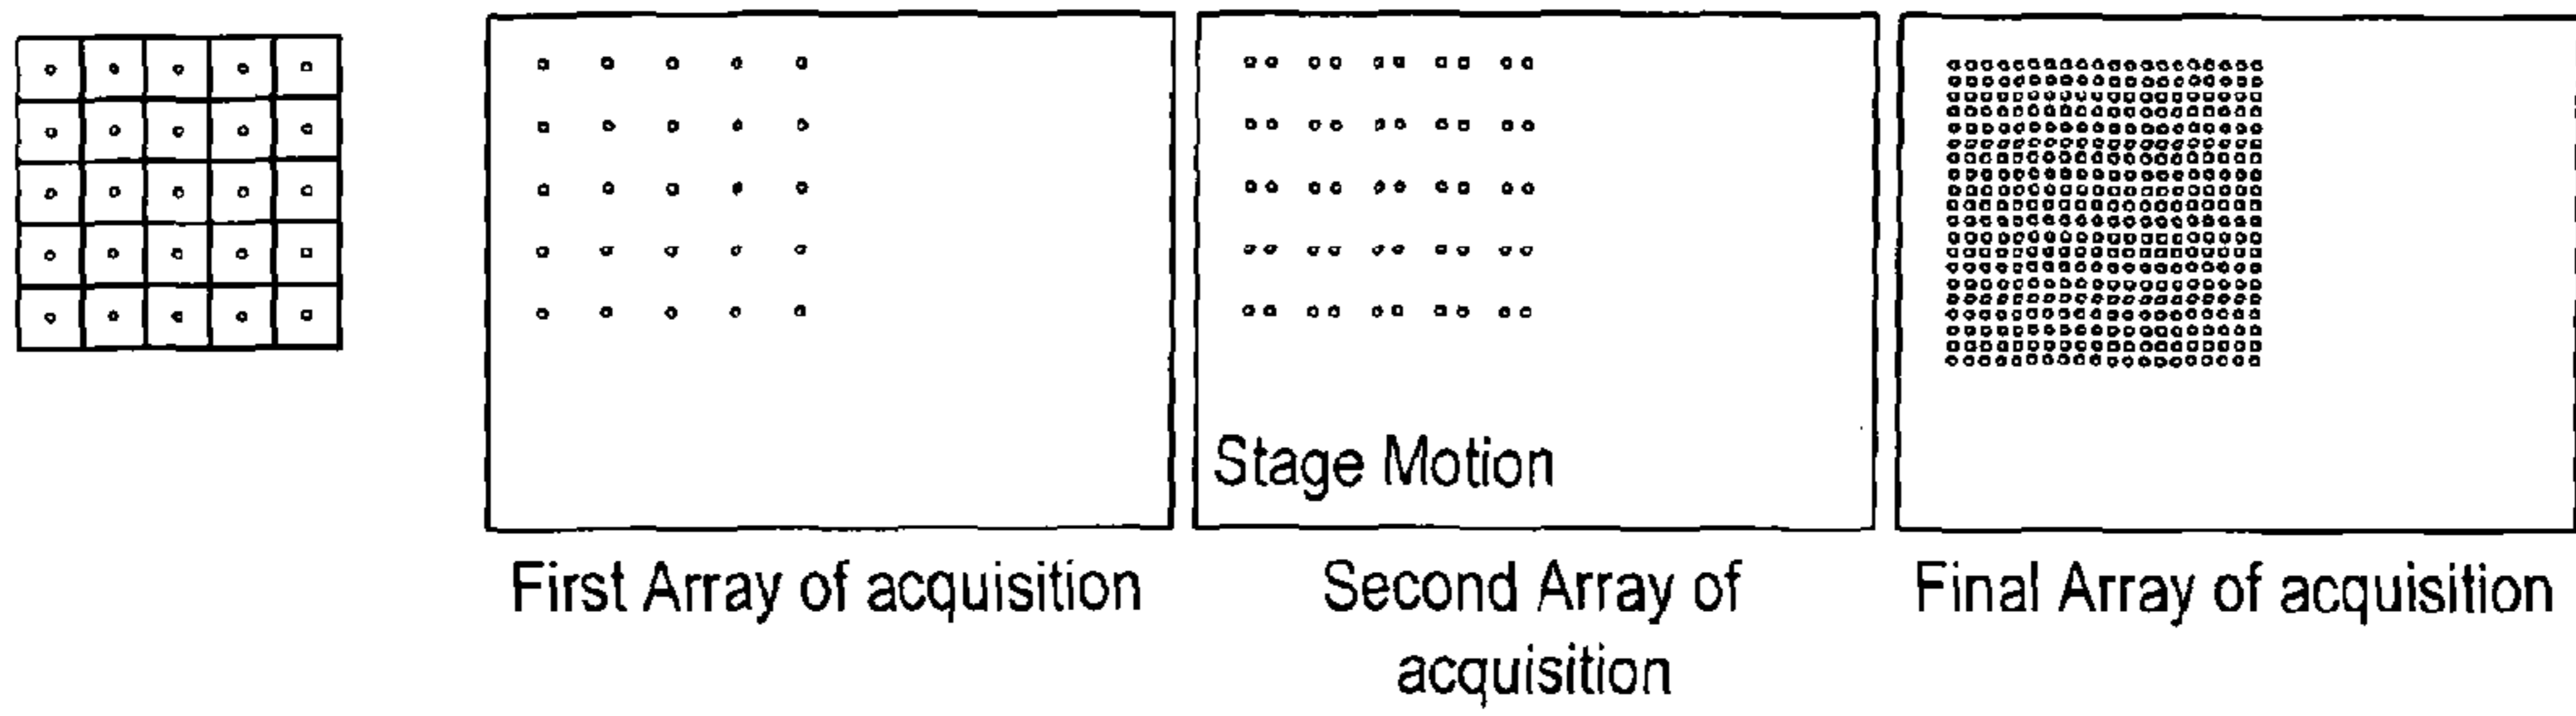 Stage Motion
First Array of acquisition
Second Array of
acquisition
Final Array of acquisition